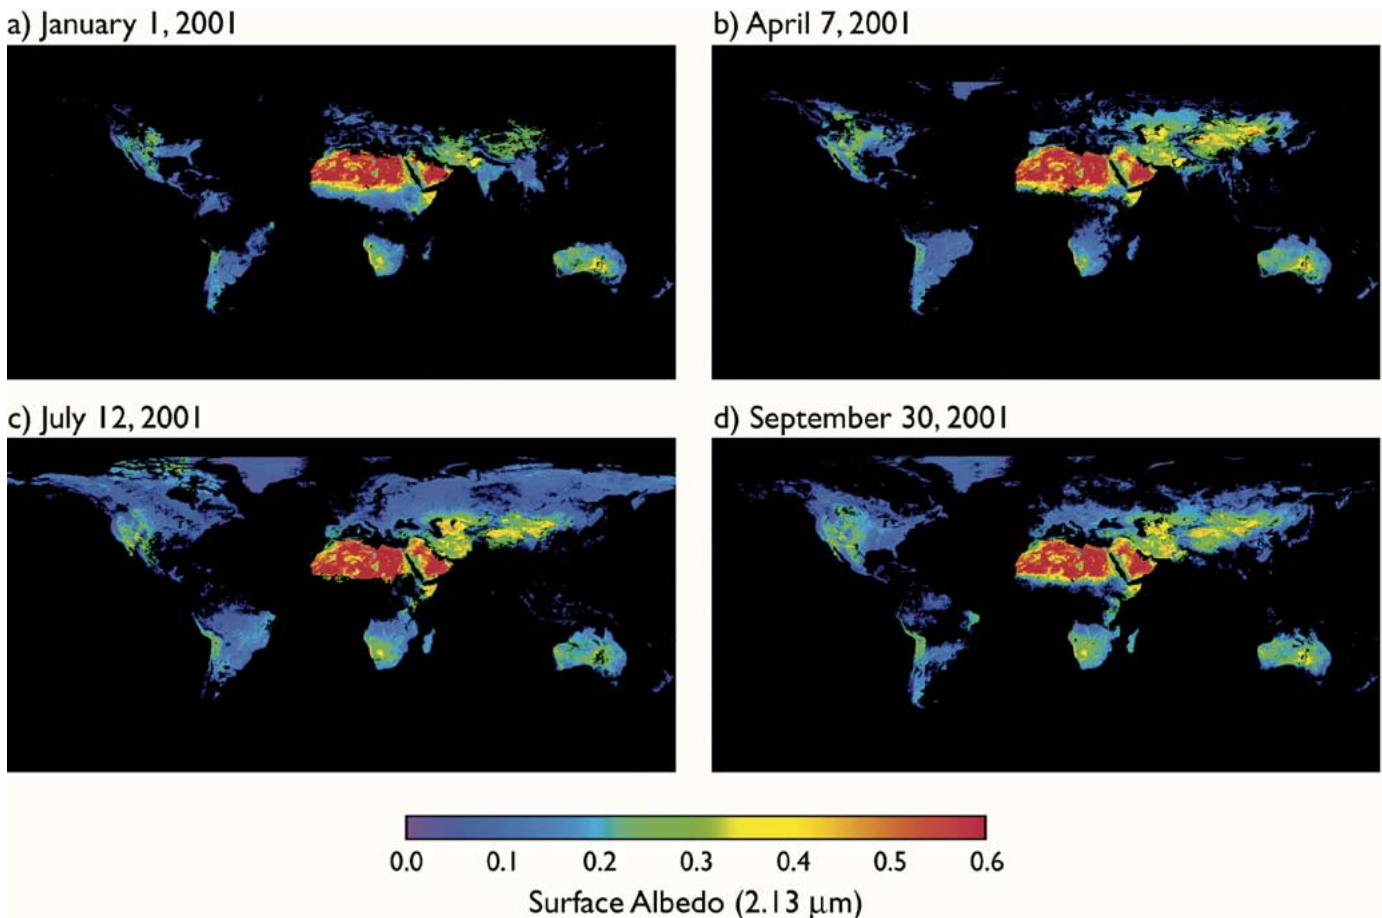 a) January 1, 2001
b) April 7, 2001
c) July 12, 2001
d) September 30, 2001
0.0 0.1 0.2 0.3 0.4 0.5 0.6
Surface Albedo (2.13 μm)